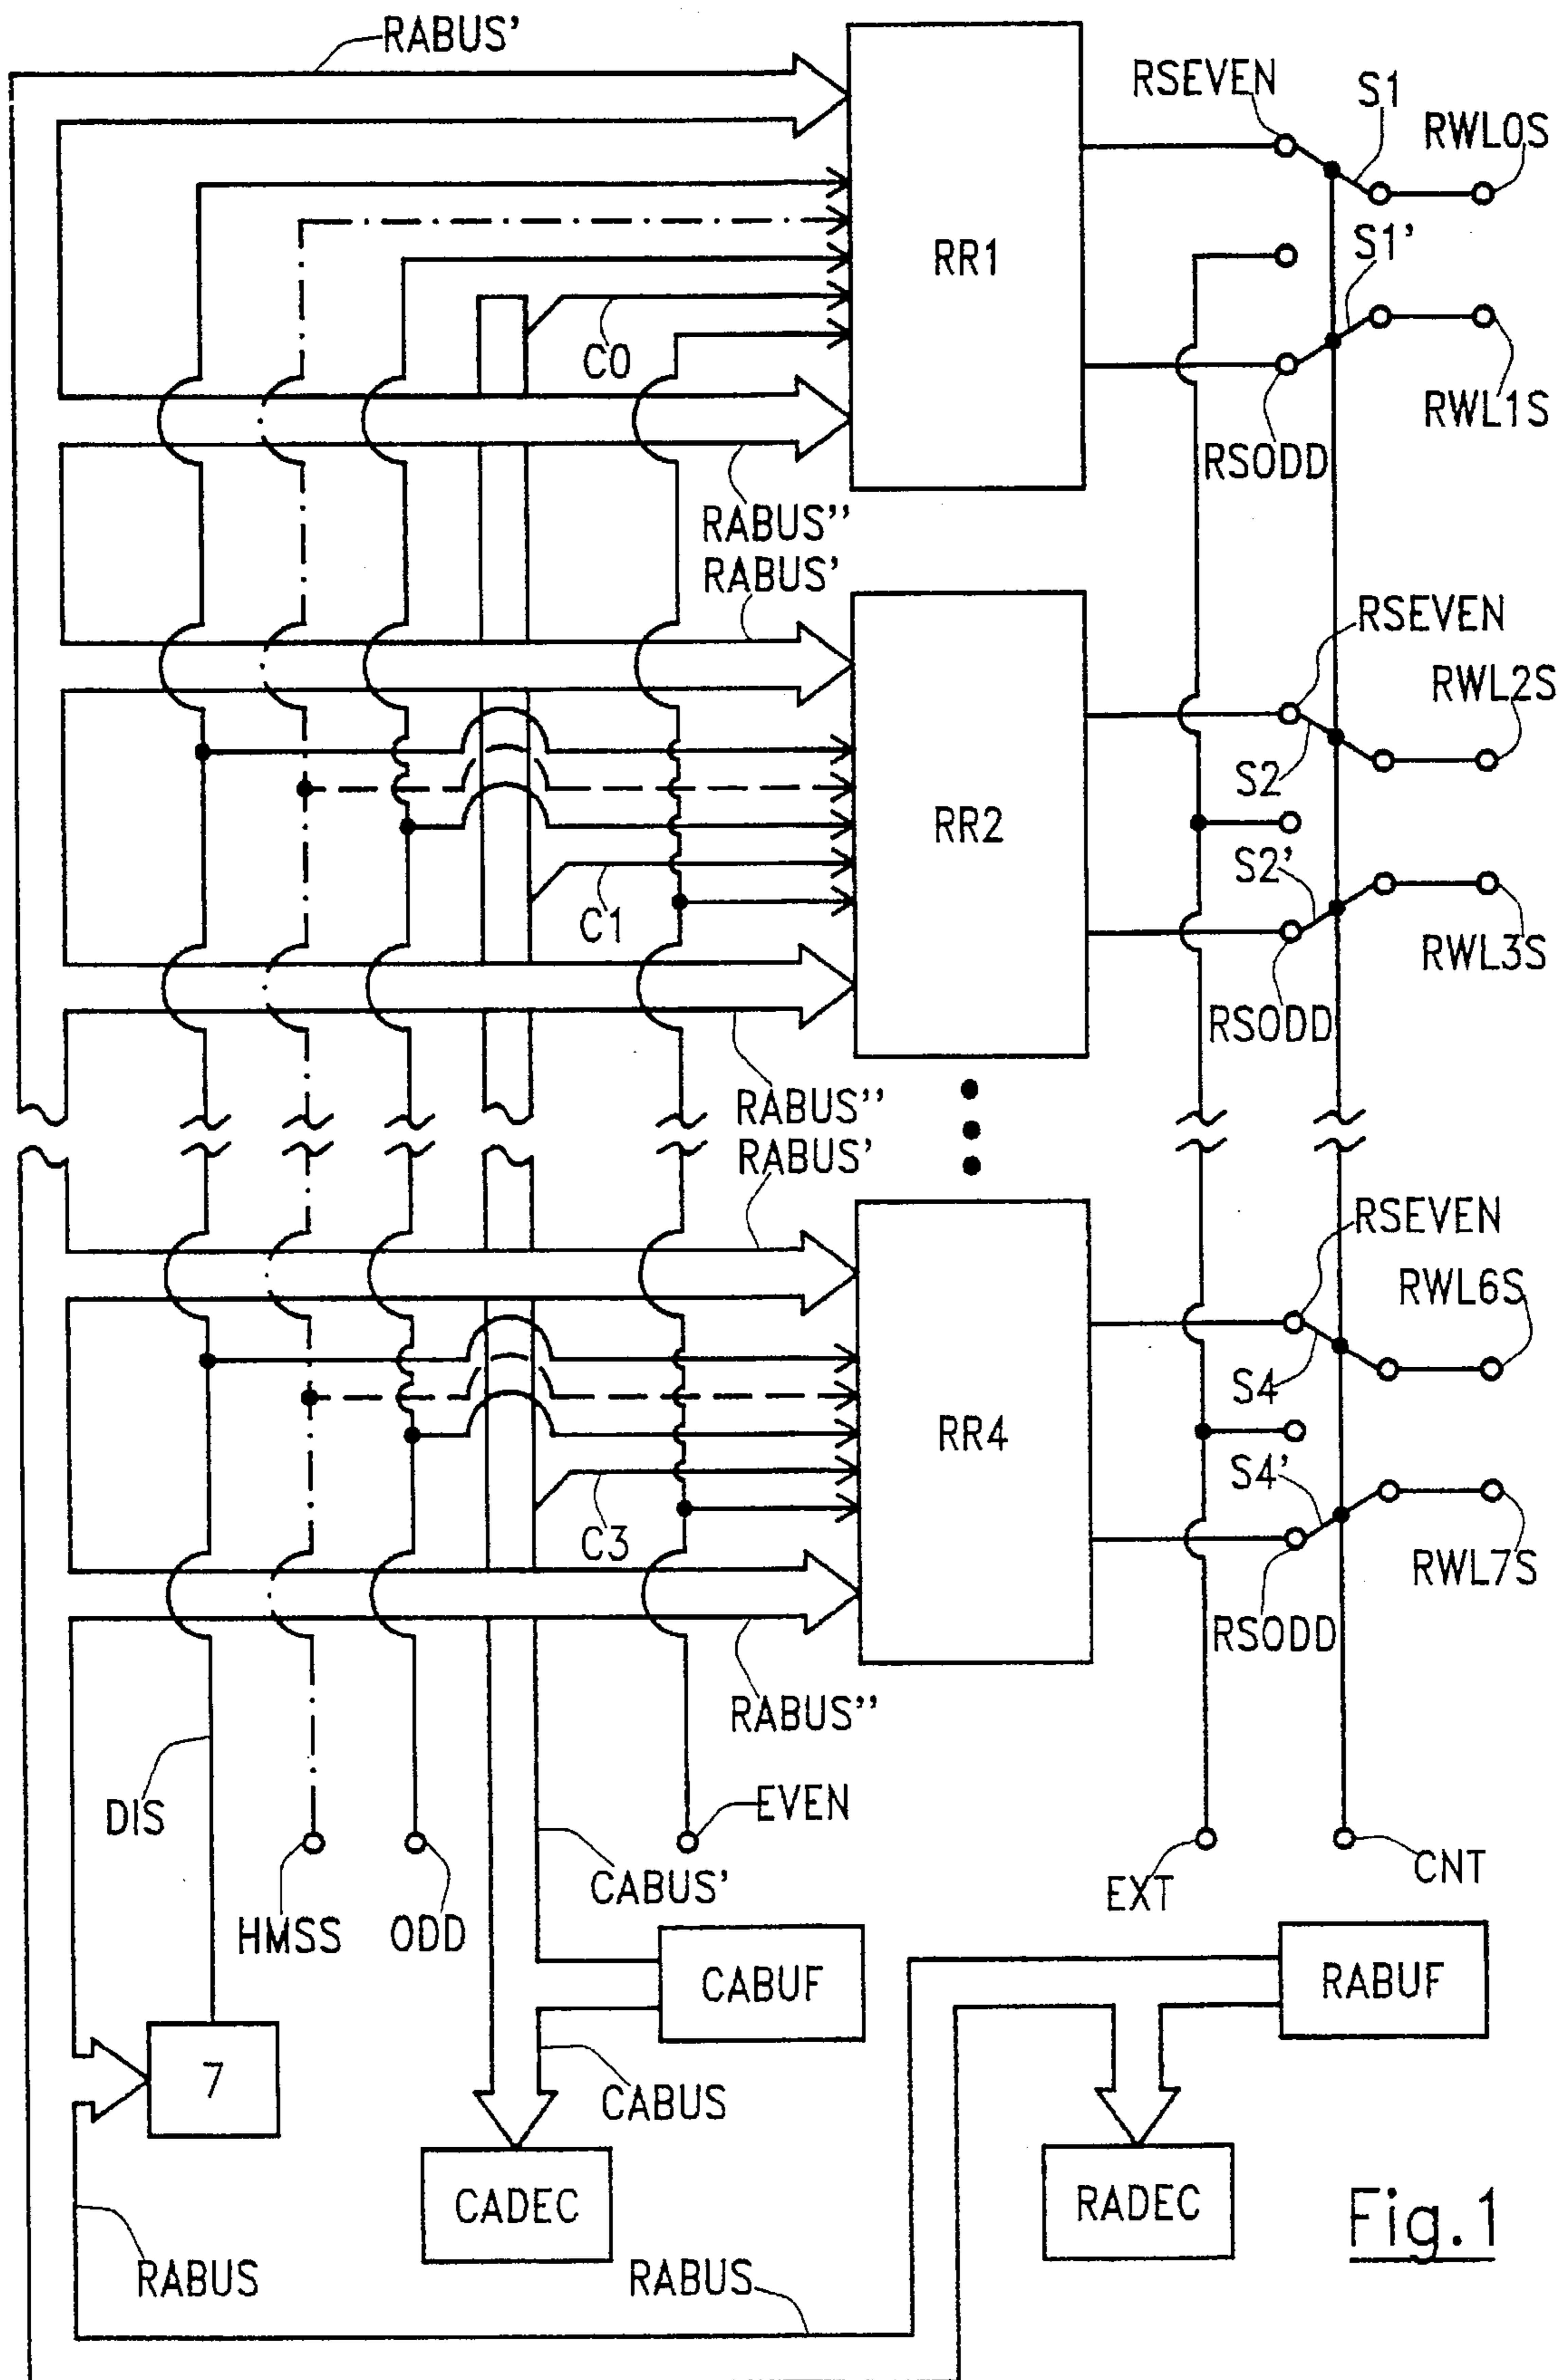 RABUS'
RSEVEN
S1
RWL0S
RR1
S1'
C0
RWL1S
RSODD
RABUS''
RABUS'
RSEVEN
RWL2S
S2
RR2
S2'
C1
RWL3S
RSODD
RABUS''
RABUS'
RSEVEN
RWL6S
S4
RR4
S4'
C3
RWL7S
RSODD
RABUS''
DIS
EVEN
CABUS'
EXT
CNT
HMSS
ODD
CABUF
RABUF
7
CABUS
CADEC
RADEC
RABUS
RABUS
Fig.1